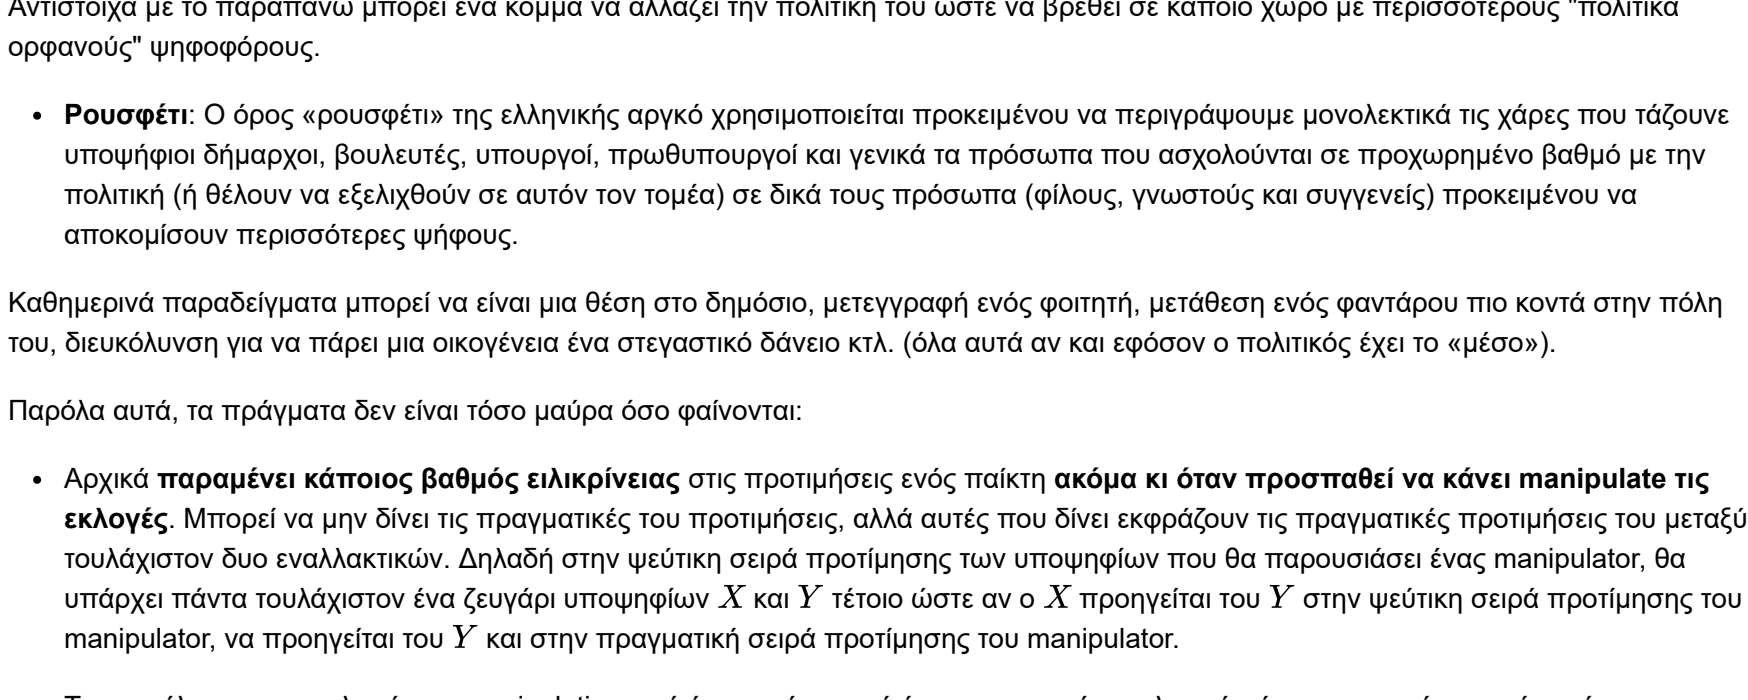 Αντίστοιχα με το παραπάνω μπορεί ένα κόμμα να αλλάζει την πολιτική του ώστε να βρεθεί σε κάποιο χώρο με περισσότερους "πολιτικά
ορφανούς" ψηφοφόρους.
• Ρουσφέτι: Ο όρος «ρουσφέτι» της ελληνικής αργκό χρησιμοποιείται προκειμένου να περιγράψουμε μονολεκτικά τις χάρες που τάζουνε
υποψήφιοι δήμαρχοι, βουλευτές, υπουργοί, πρωθυπουργοί και γενικά τα πρόσωπα που ασχολούνται σε προχωρημένο βαθμό με την
πολιτική (ή θέλουν να εξελιχθούν σε αυτόν τον τομέα) σε δικά τους πρόσωπα (φίλους, γνωστούς και συγγενείς) προκειμένου να
αποκομίσουν περισσότερες ψήφους.
Καθημερινά παραδείγματα μπορεί να είναι μια θέση στο δημόσιο, μετεγγραφή ενός φοιτητή, μετάθεση ενός φαντάρου πιο κοντά στην πόλη
του, διευκόλυνση για να πάρει μια οικογένεια ένα στεγαστικό δάνειο κτλ. (όλα αυτά αν και εφόσον ο πολιτικός έχει το «μέσο»).
Παρόλα αυτά, τα πράγματα δεν είναι τόσο μαύρα όσο φαίνονται:
• Αρχικά παραμένει κάποιος βαθμός ειλικρίνειας στις προτιμήσεις ενός παίκτη ακόμα κι όταν προσπαθεί να κάνει manipulate τις
εκλογές. Μπορεί να μην δίνει τις πραγματικές του προτιμήσεις, αλλά αυτές που δίνει εκφράζουν τις πραγματικές προτιμήσεις του μεταξύ
τουλάχιστον δυο εναλλακτικών. Δηλαδή στην ψεύτικη σειρά προτίμησης των υποψηφίων που θα παρουσιάσει ένας manipulator, θα
υπάρχει πάντα τουλάχιστον ένα ζευγάρι υποψηφίων X και Y τέτοιο ώστε αν ο X προηγείται του Y στην ψεύτικη σειρά προτίμησης του
manipulator, να προηγείται του Y και στην πραγματική σειρά προτίμησης του manipulator.